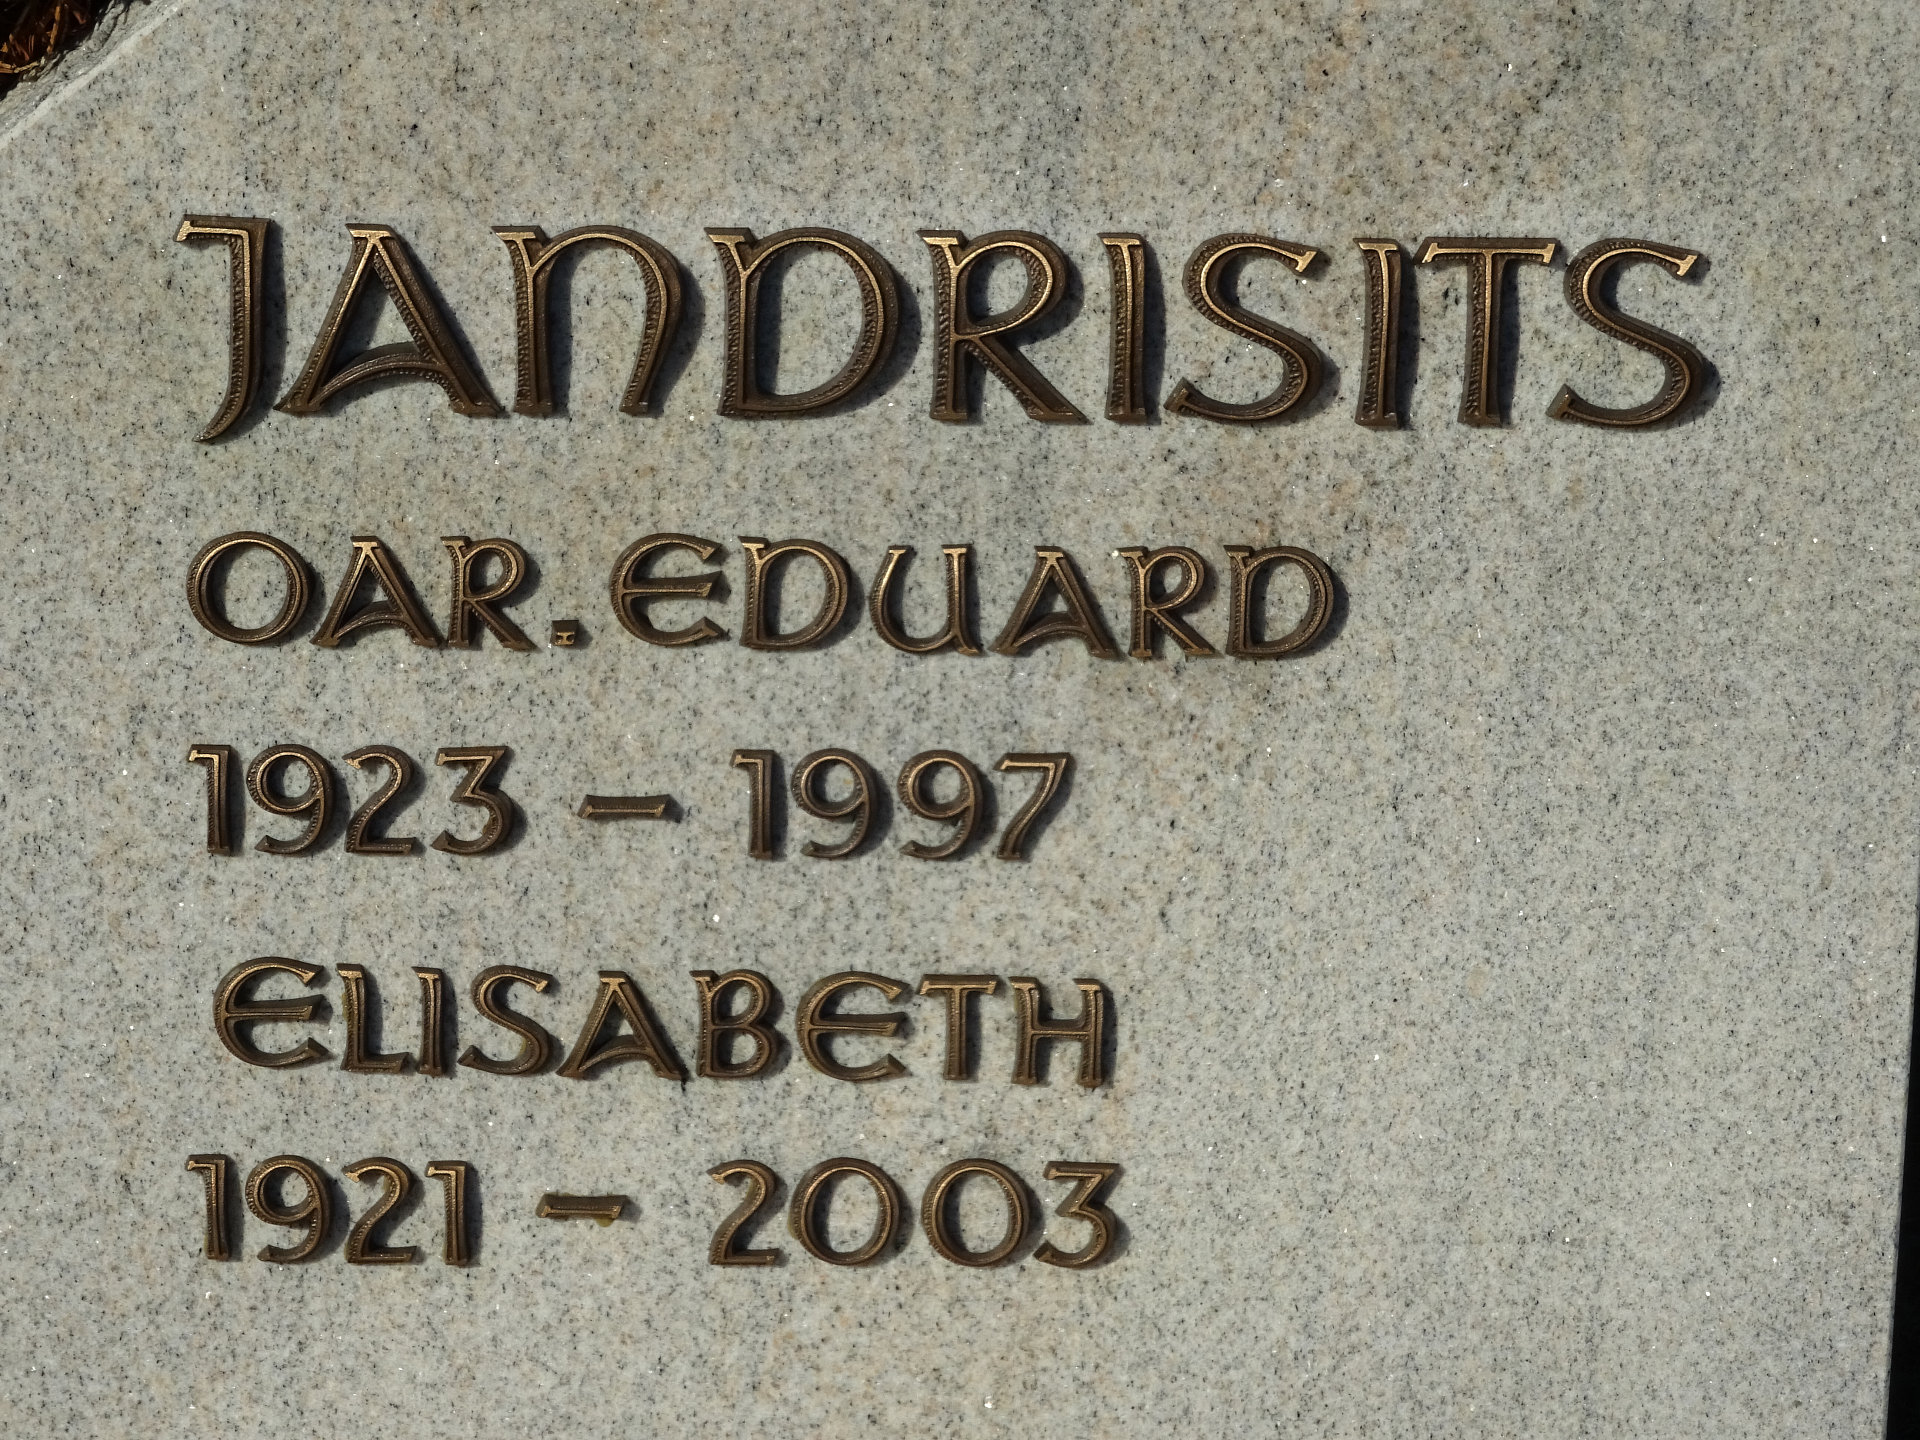 JANDRISITS
OAR. EDUARD
1923 – 1997
ELISABETH
1921 – 2003